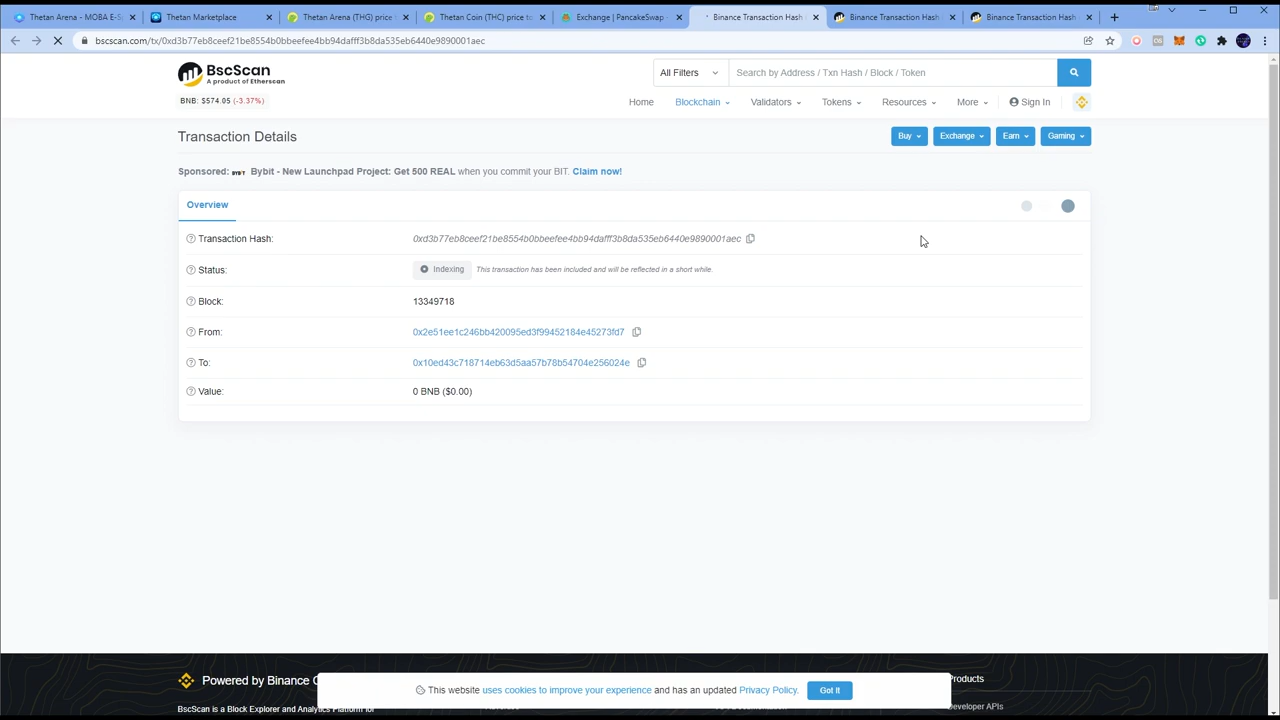 Thetan Arena - MOBA E-Sp
Thetan Marketplace
Thetan Arena (THG) price
Thetan Coin (THC) price to
Exchange | PancakeSwap -
Binance Transaction Hash
Binance Transaction Hash
Binance Transaction Hash
bscscan.com/tx/0xd3b77eb8ceef21be8554b0bbeefee4bb94dafff3b8da535eb6440e9890001aec
BscScan
A product of Etherscan
All Filters
Search by Address / Txn Hash / Block / Token
BNB: $574.05 (-3.37%)
Home Blockchain Validators Tokens Resources More Sign In
Transaction Details
Buy Exchange Earn Gaming
Sponsored: BYBIT Bybit - New Launchpad Project: Get 500 REAL when you commit your BIT. Claim now!
Overview
Transaction Hash: 0xd3b77eb8ceef21be8554b0bbeefee4bb94dafff3b8da535eb6440e9890001aec
Status: Indexing This transaction has been included and will be reflected in a short while.
Block: 13349718
From: 0x2e51ee1c246bb420095ed3f99452184e45273fd7
To: 0x10ed43c718714eb63d5aa57b78b54704e256024e
Value: 0 BNB ($0.00)
Powered by Binance C
Products
This website uses cookies to improve your experience and has an updated Privacy Policy. Got It
BscScan is a Block Explorer and Analytics Platform for
Developer APIs